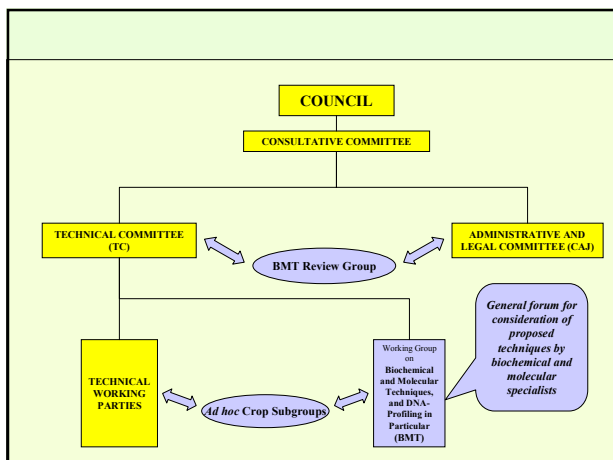 COUNCIL
CONSULTATIVE COMMITTEE
TECHNICAL COMMITTEE
(TC)
ADMINISTRATIVE AND
LEGAL COMMITTEE (CAJ)
BMT Review Group
General forum for
consideration of
proposed
techniques by
biochemical and
molecular
specialists
TECHNICAL
WORKING
PARTIES
Ad hoc Crop Subgroups
Working Group
on
Biochemical and
Molecular
Techniques,
and DNA-
Profiling in
Particular
(BMT)